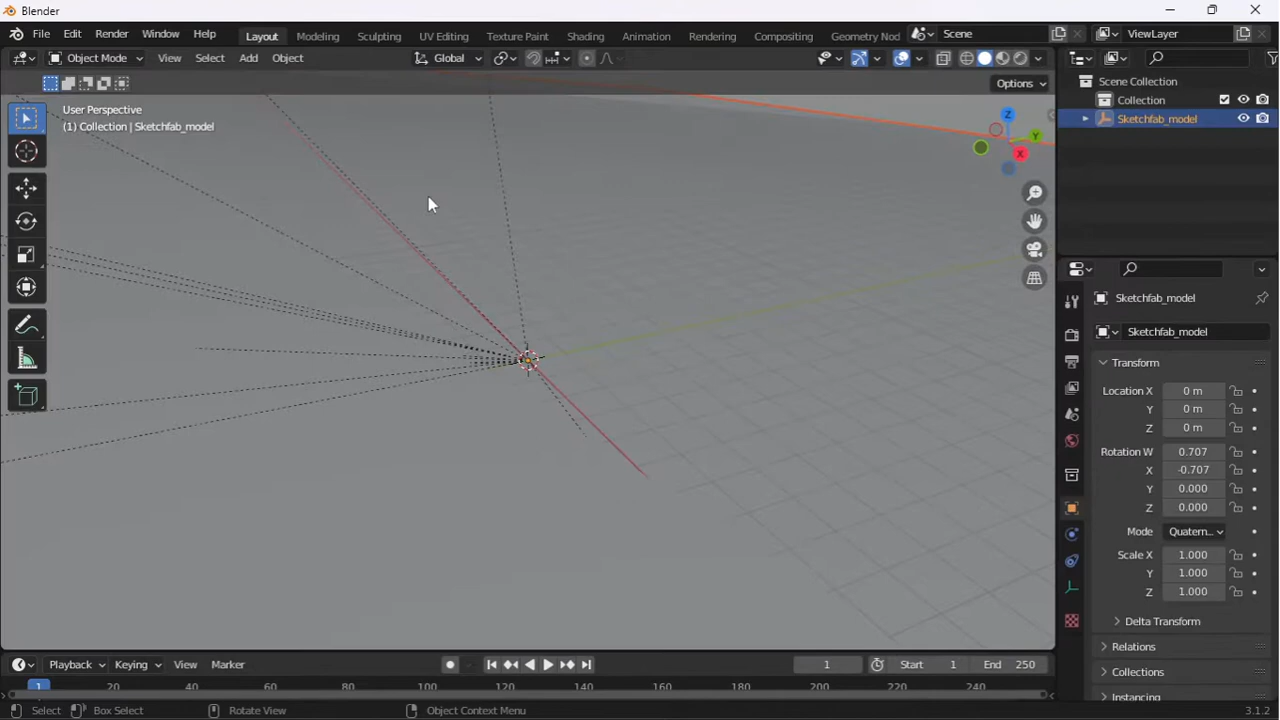 Blender
File Edit Render Window Help Layout Modeling Sculpting UV Editing Texture Paint Shading Animation Rendering Compositing Geometry Nod Scene ViewLayer
Object Mode View Select Add Object Global
Options
User Perspective
(1) Collection | Sketchfab_model
Z
Y
X
Scene Collection
Collection
Sketchfab_model
Sketchfab_model
Sketchfab_model
Transform
Location X 0 m
Y 0 m
Z 0 m
Rotation W 0.707
X -0.707
Y 0.000
Z 0.000
Mode Quatern...
Scale X 1.000
Y 1.000
Z 1.000
Delta Transform
Relations
Collections
Instancing
Playback Keying View Marker 1 Start 1 End 250
1 20 40 60 80 100 120 140 160 180 200 220 240
Select Box Select Rotate View Object Context Menu 3.1.2